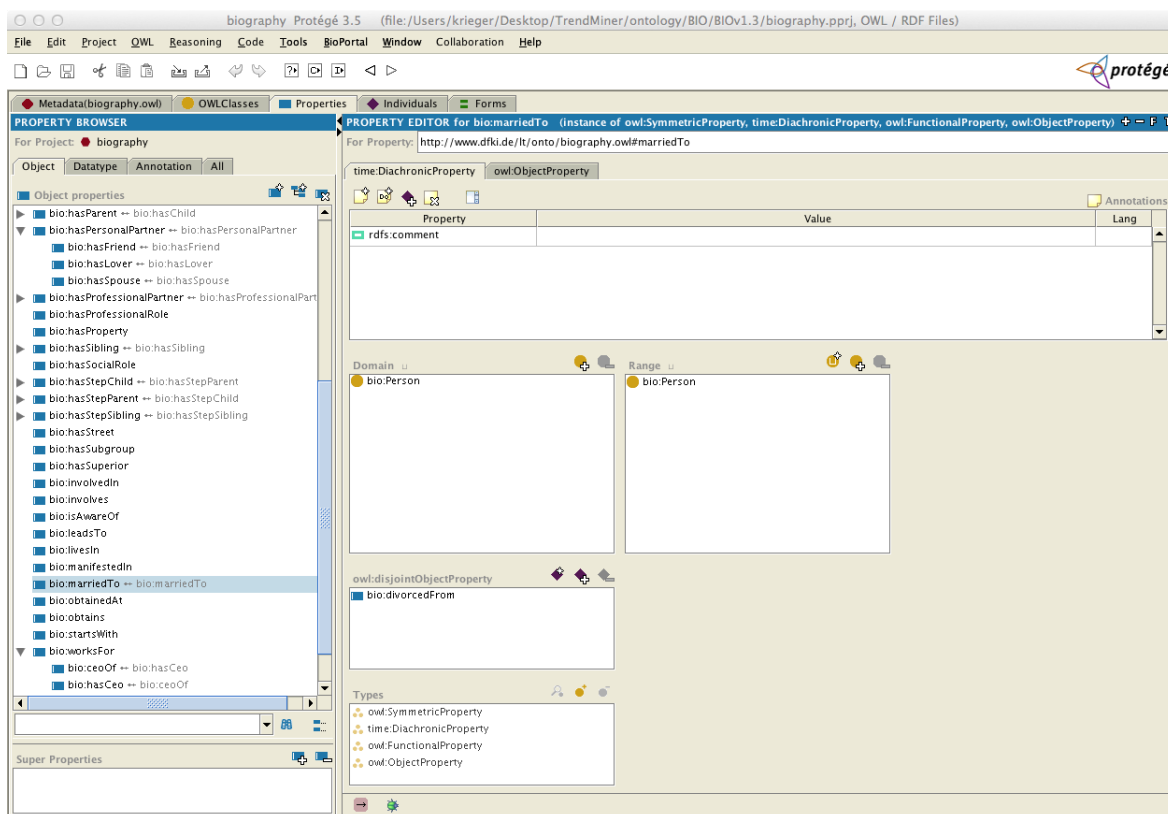 biography Protégé 3.5 (file:/Users/krieger/Desktop/TrendMiner/ontology/BIO/BIOv1.3/biography.pprj, OWL / RDF Files)
File Edit Project OWL Reasoning Code Tools BioPortal Window Collaboration Help
protégé
Metadata(biography.owl) OWLClasses Properties Individuals Forms
PROPERTY BROWSER
For Project: biography
Object Datatype Annotation All
Object properties
bio:hasParent ↔ bio:hasChild
bio:hasPersonalPartner ↔ bio:hasPersonalPartner
bio:hasFriend ↔ bio:hasFriend
bio:hasLover ↔ bio:hasLover
bio:hasSpouse ↔ bio:hasSpouse
bio:hasProfessionalPartner ↔ bio:hasProfessionalPart
bio:hasProfessionalRole
bio:hasProperty
bio:hasSibling ↔ bio:hasSibling
bio:hasSocialRole
bio:hasStepChild ↔ bio:hasStepParent
bio:hasStepParent ↔ bio:hasStepChild
bio:hasStepSibling ↔ bio:hasStepSibling
bio:hasStreet
bio:hasSubgroup
bio:hasSuperior
bio:involvedIn
bio:involves
bio:isAwareOf
bio:leadsTo
bio:livesIn
bio:manifestedIn
bio:marriedTo ↔ bio:marriedTo
bio:obtainedAt
bio:obtains
bio:startsWith
bio:worksFor
bio:ceoOf ↔ bio:hasCeo
bio:hasCeo ↔ bio:ceoOf
Super Properties
PROPERTY EDITOR for bio:marriedTo (instance of owl:SymmetricProperty, time:DiachronicProperty, owl:FunctionalProperty, owl:ObjectProperty) F T
For Property: http://www.dfki.de/lt/onto/biography.owl#marriedTo
time:DiachronicProperty owl:ObjectProperty
Annotations
Property Value Lang
rdfs:comment
Domain ⊔
bio:Person
Range ⊔
bio:Person
owl:disjointObjectProperty
bio:divorcedFrom
Types
owl:SymmetricProperty
time:DiachronicProperty
owl:FunctionalProperty
owl:ObjectProperty